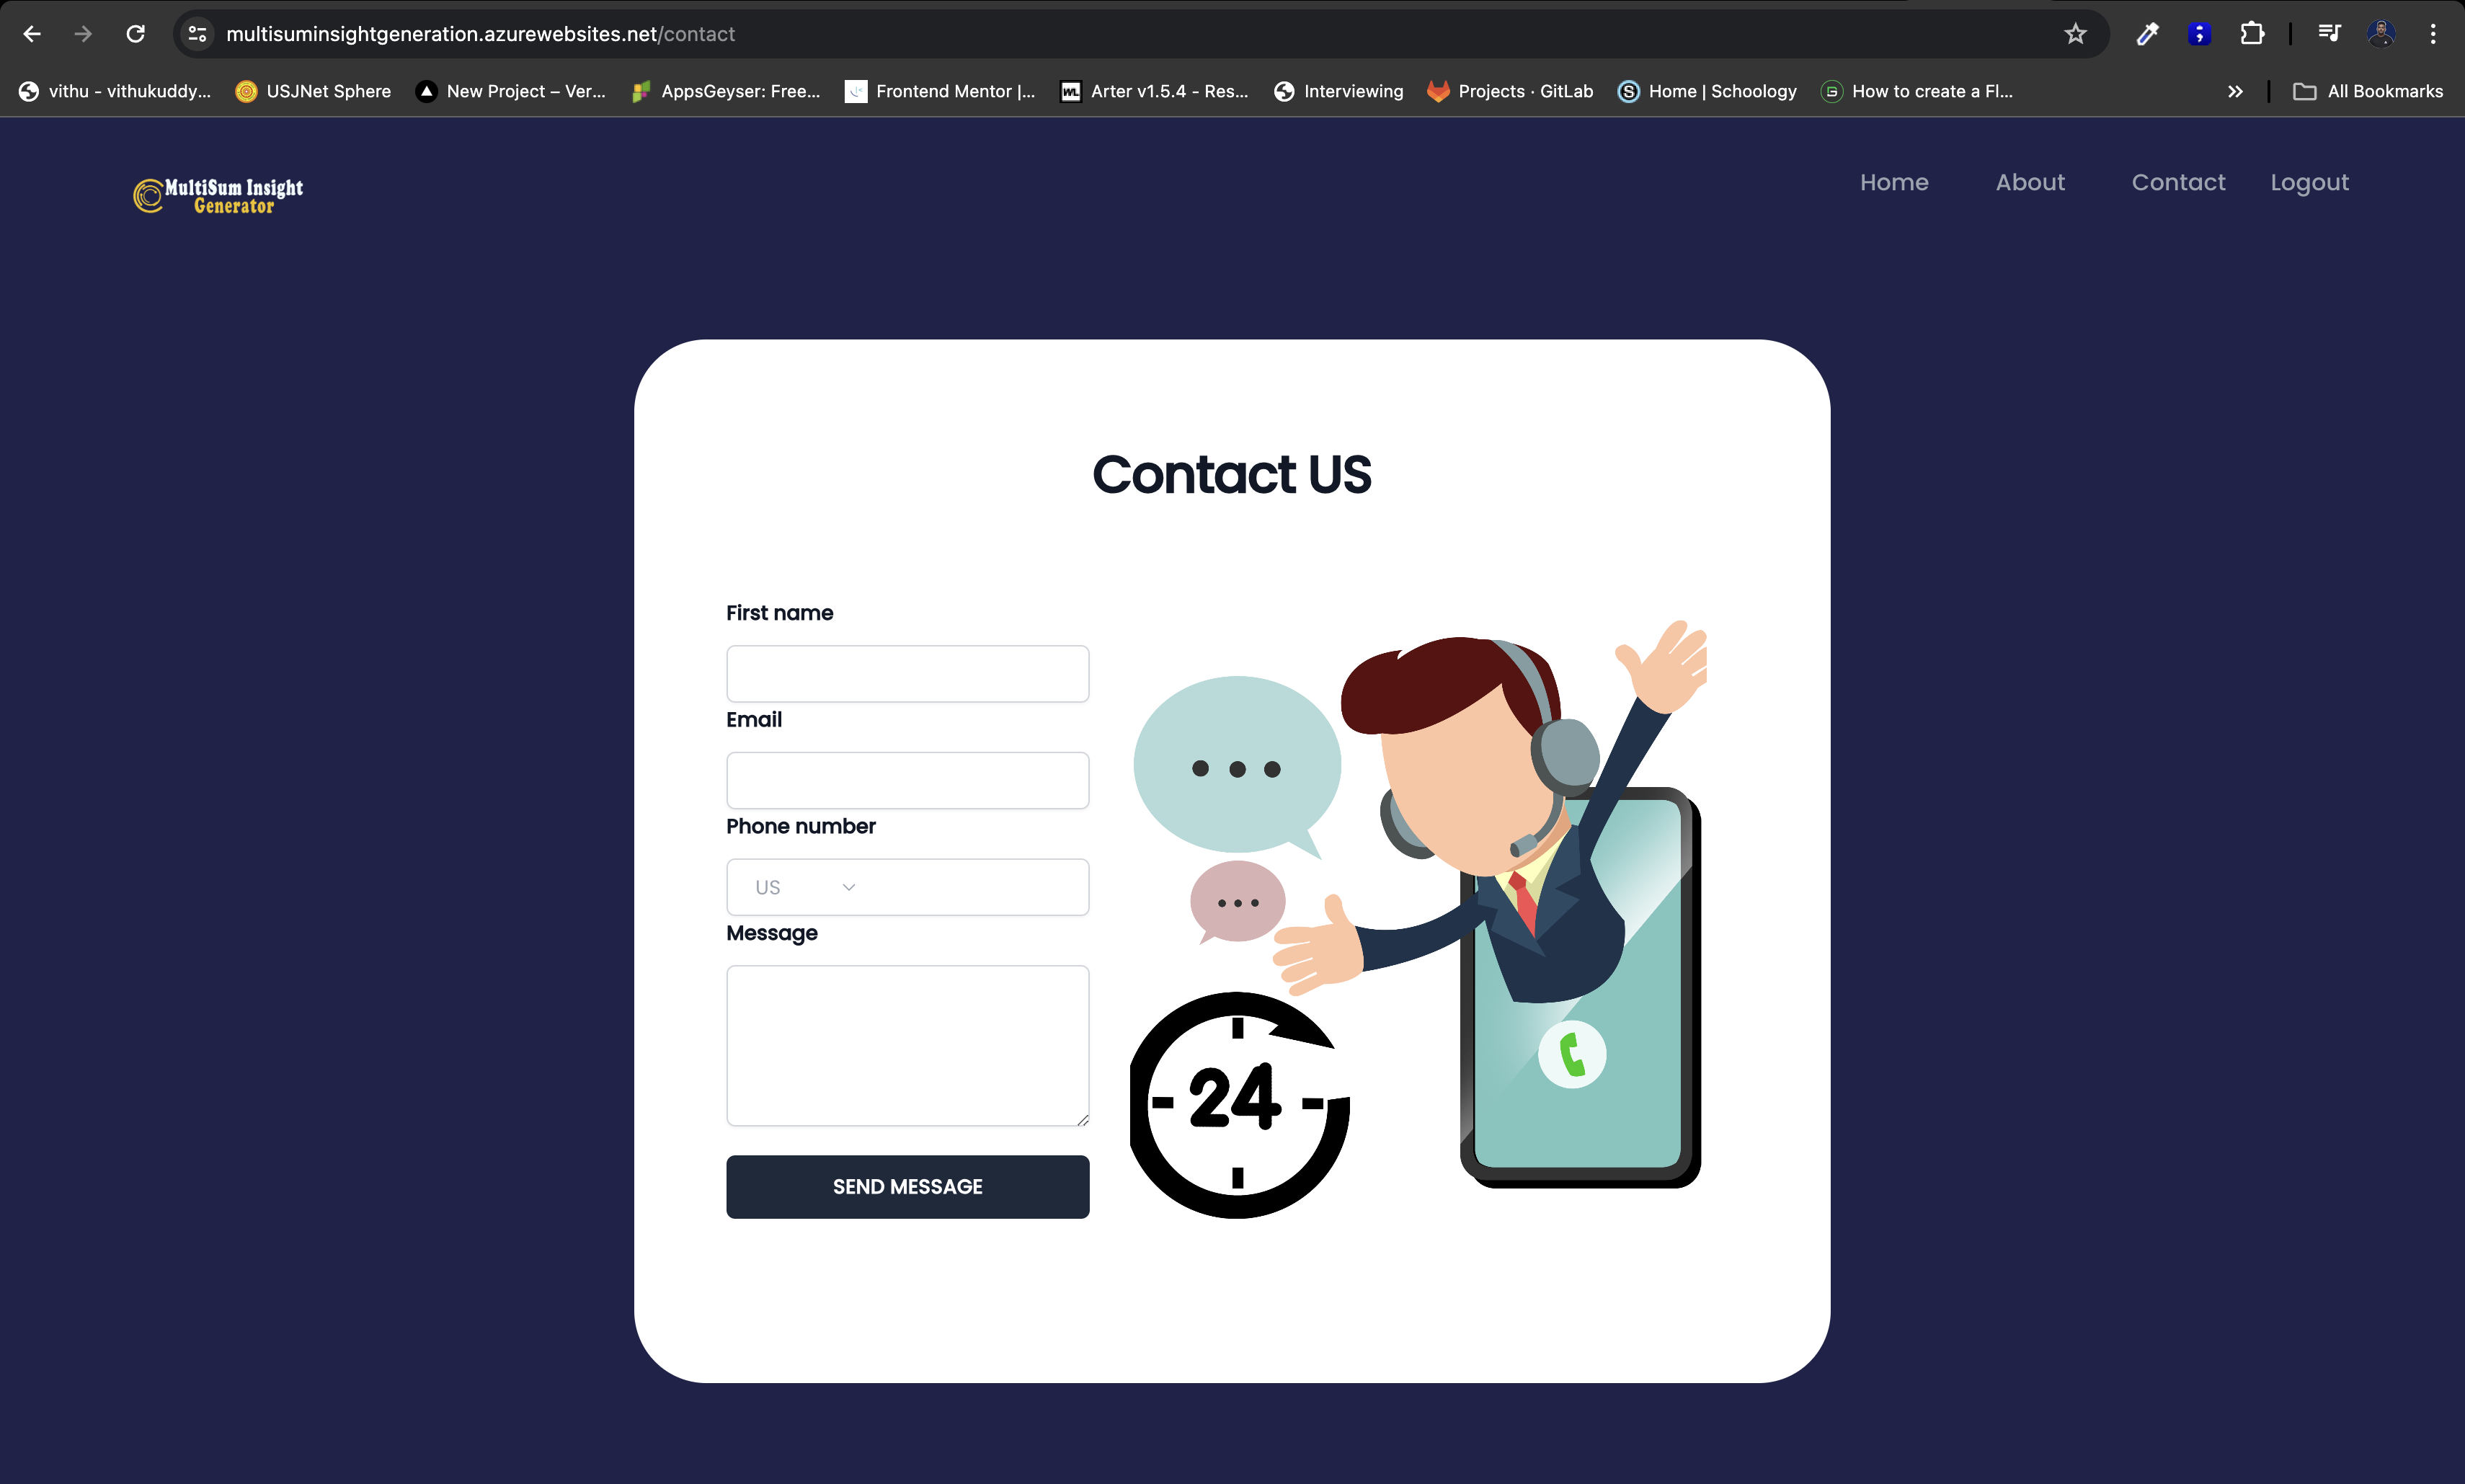 multisuminsightgeneration.azurewebsites.net/contact
vithu - vithukuddy... USJNet Sphere New Project – Ver... AppsGeyser: Free... Frontend Mentor |... Arter v1.5.4 - Res... Interviewing Projects · GitLab Home | Schoology How to create a Fl... All Bookmarks
MultiSum Insight
Generator
Home About Contact Logout
Contact US
First name
Email
Phone number
US
Message
SEND MESSAGE
24